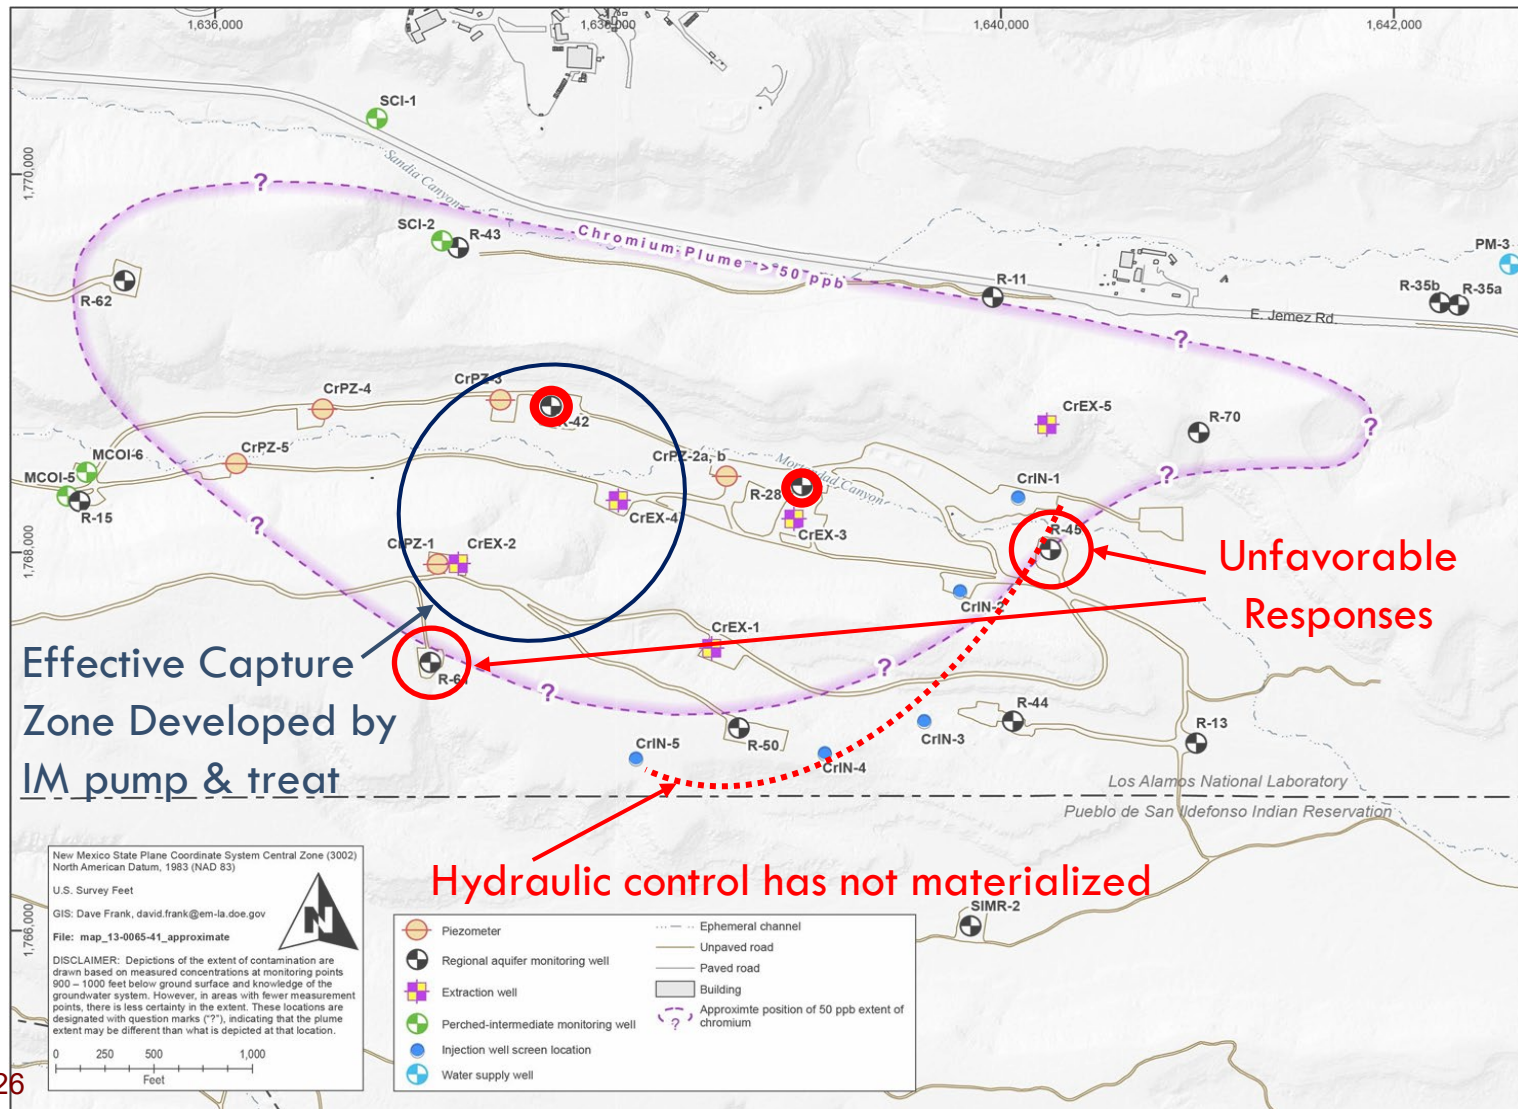 1,636,000
1,638,000
1,640,000
1,642,000
1,770,000
1,768,000
1,766,000
SCI-1
Sandia Canyon
?
SCI-2
R-43
Chromium Plume > 50 ppb
PM-3
R-62
R-11
R-35b
R-35a
E. Jemez Rd.
?
CrPZ-4
CrPZ-3
R-42
CrEX-5
R-70
?
CrPZ-5
CrPZ-2a, b
Mortandad Canyon
?
MCOI-6
MCOI-5
R-15
CrEX-4
R-28
CrIN-1
?
CrEX-3
R-45
CrPZ-1
CrEX-2
CrIN-2
Unfavorable
Responses
CrEX-1
R-61
?
?
Effective Capture
Zone Developed by
IM pump & treat
R-50
CrIN-5
CrIN-4
CrIN-3
R-44
R-13
Los Alamos National Laboratory
Pueblo de San Ildefonso Indian Reservation
Hydraulic control has not materialized
SIMR-2
New Mexico State Plane Coordinate System Central Zone (3002)
North American Datum, 1983 (NAD 83)
U.S. Survey Feet
GIS: Dave Frank, david.frank@em-la.doe.gov
File: map_13-0065-41_approximate
N
DISCLAIMER: Depictions of the extent of contamination are
drawn based on measured concentrations at monitoring points
900 – 1000 feet below ground surface and knowledge of the
groundwater system. However, in areas with fewer measurement
points, there is less certainty in the extent. These locations are
designated with question marks ("?"), indicating that the plume
extent may be different than what is depicted at that location.
0 250 500 1,000
Feet
Piezometer
Regional aquifer monitoring well
Extraction well
Perched-intermediate monitoring well
Injection well screen location
Water supply well
Ephemeral channel
Unpaved road
Paved road
Building
?
Approximte position of 50 ppb extent of
chromium
26